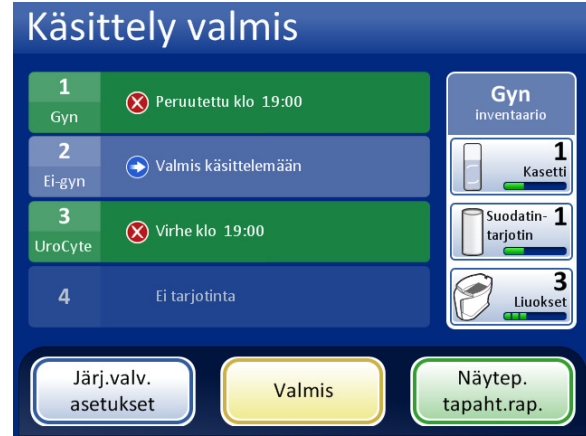 Käsittely valmis
1
Gyn
Peruutettu klo 19:00
2
Ei-gyn
Valmis käsittelemään
3
UroCyte
Virhe klo 19:00
4
Ei tarjotinta
Gyn
inventaario
1
Kasetti
Suodatin- 1
tarjotin
3
Liuokset
Järj.valv.
asetukset
Valmis
Näytep.
tapaht.rap.